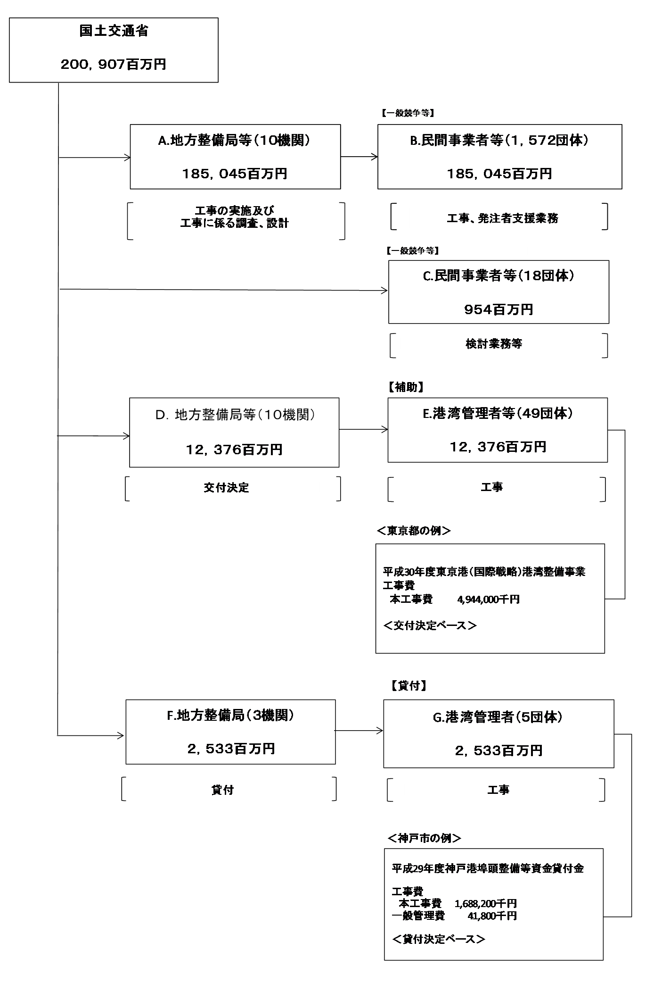 国土交通省
２００，９０７百万円
【一般競争等】
A.地方整備局等（１０機関）
１８５，０４５百万円
B.民間事業者等（１，５７２団体）
１８５，０４５百万円
工事の実施及び
工事に係る調査、設計
工事、発注者支援業務
【一般競争等】
C.民間事業者等（１８団体）
９５４百万円
検討業務等
【補助】
D．地方整備局等（１０機関）
１２，３７６百万円
E.港湾管理者等（４９団体）
１２，３７６百万円
交付決定
工事
＜東京都の例＞
平成30年度東京港（国際戦略）港湾整備事業
工事費
本工事費　　4,944,000千円
＜交付決定ベース＞
【貸付】
F.地方整備局（３機関）
２，５３３百万円
G.港湾管理者（５団体）
２，５３３百万円
貸付
工事
＜神戸市の例＞
平成29年度神戸港埠頭整備等資金貸付金
工事費
本工事費　1,688,200千円
一般管理費　　41,800千円
＜貸付決定ベース＞